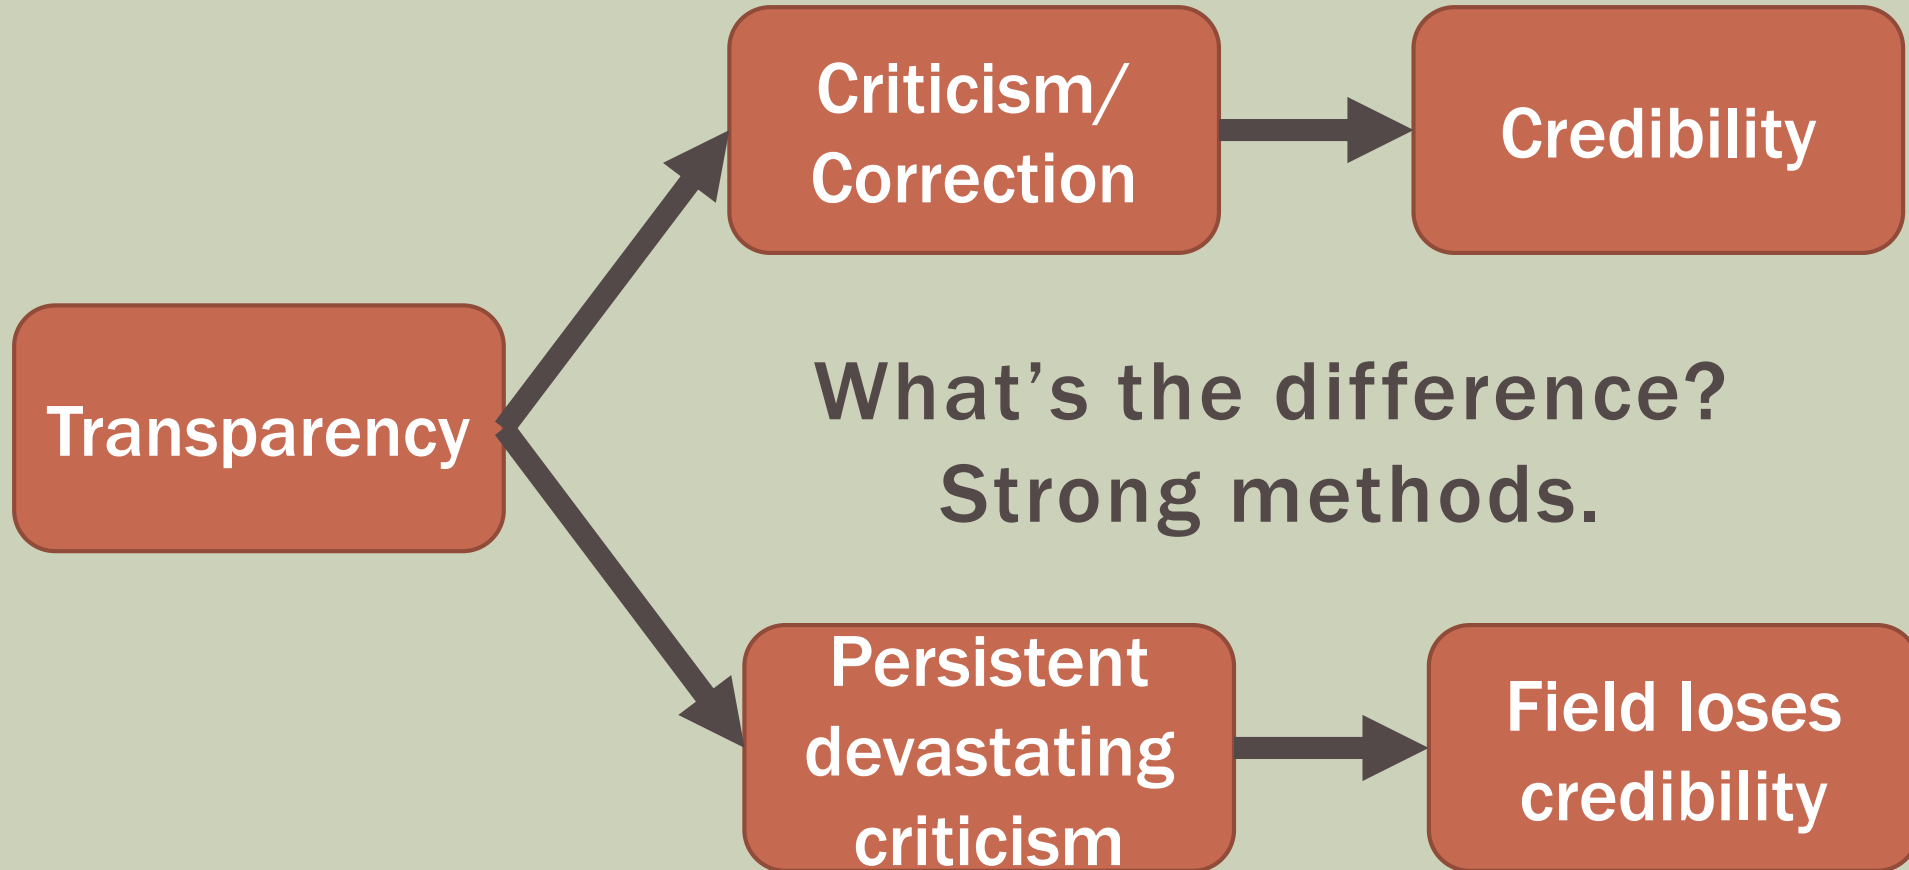 Criticism/
Correction
Credibility
Transparency
What’s the difference?
Strong methods.
Persistent
devastating
criticism
Field loses
credibility